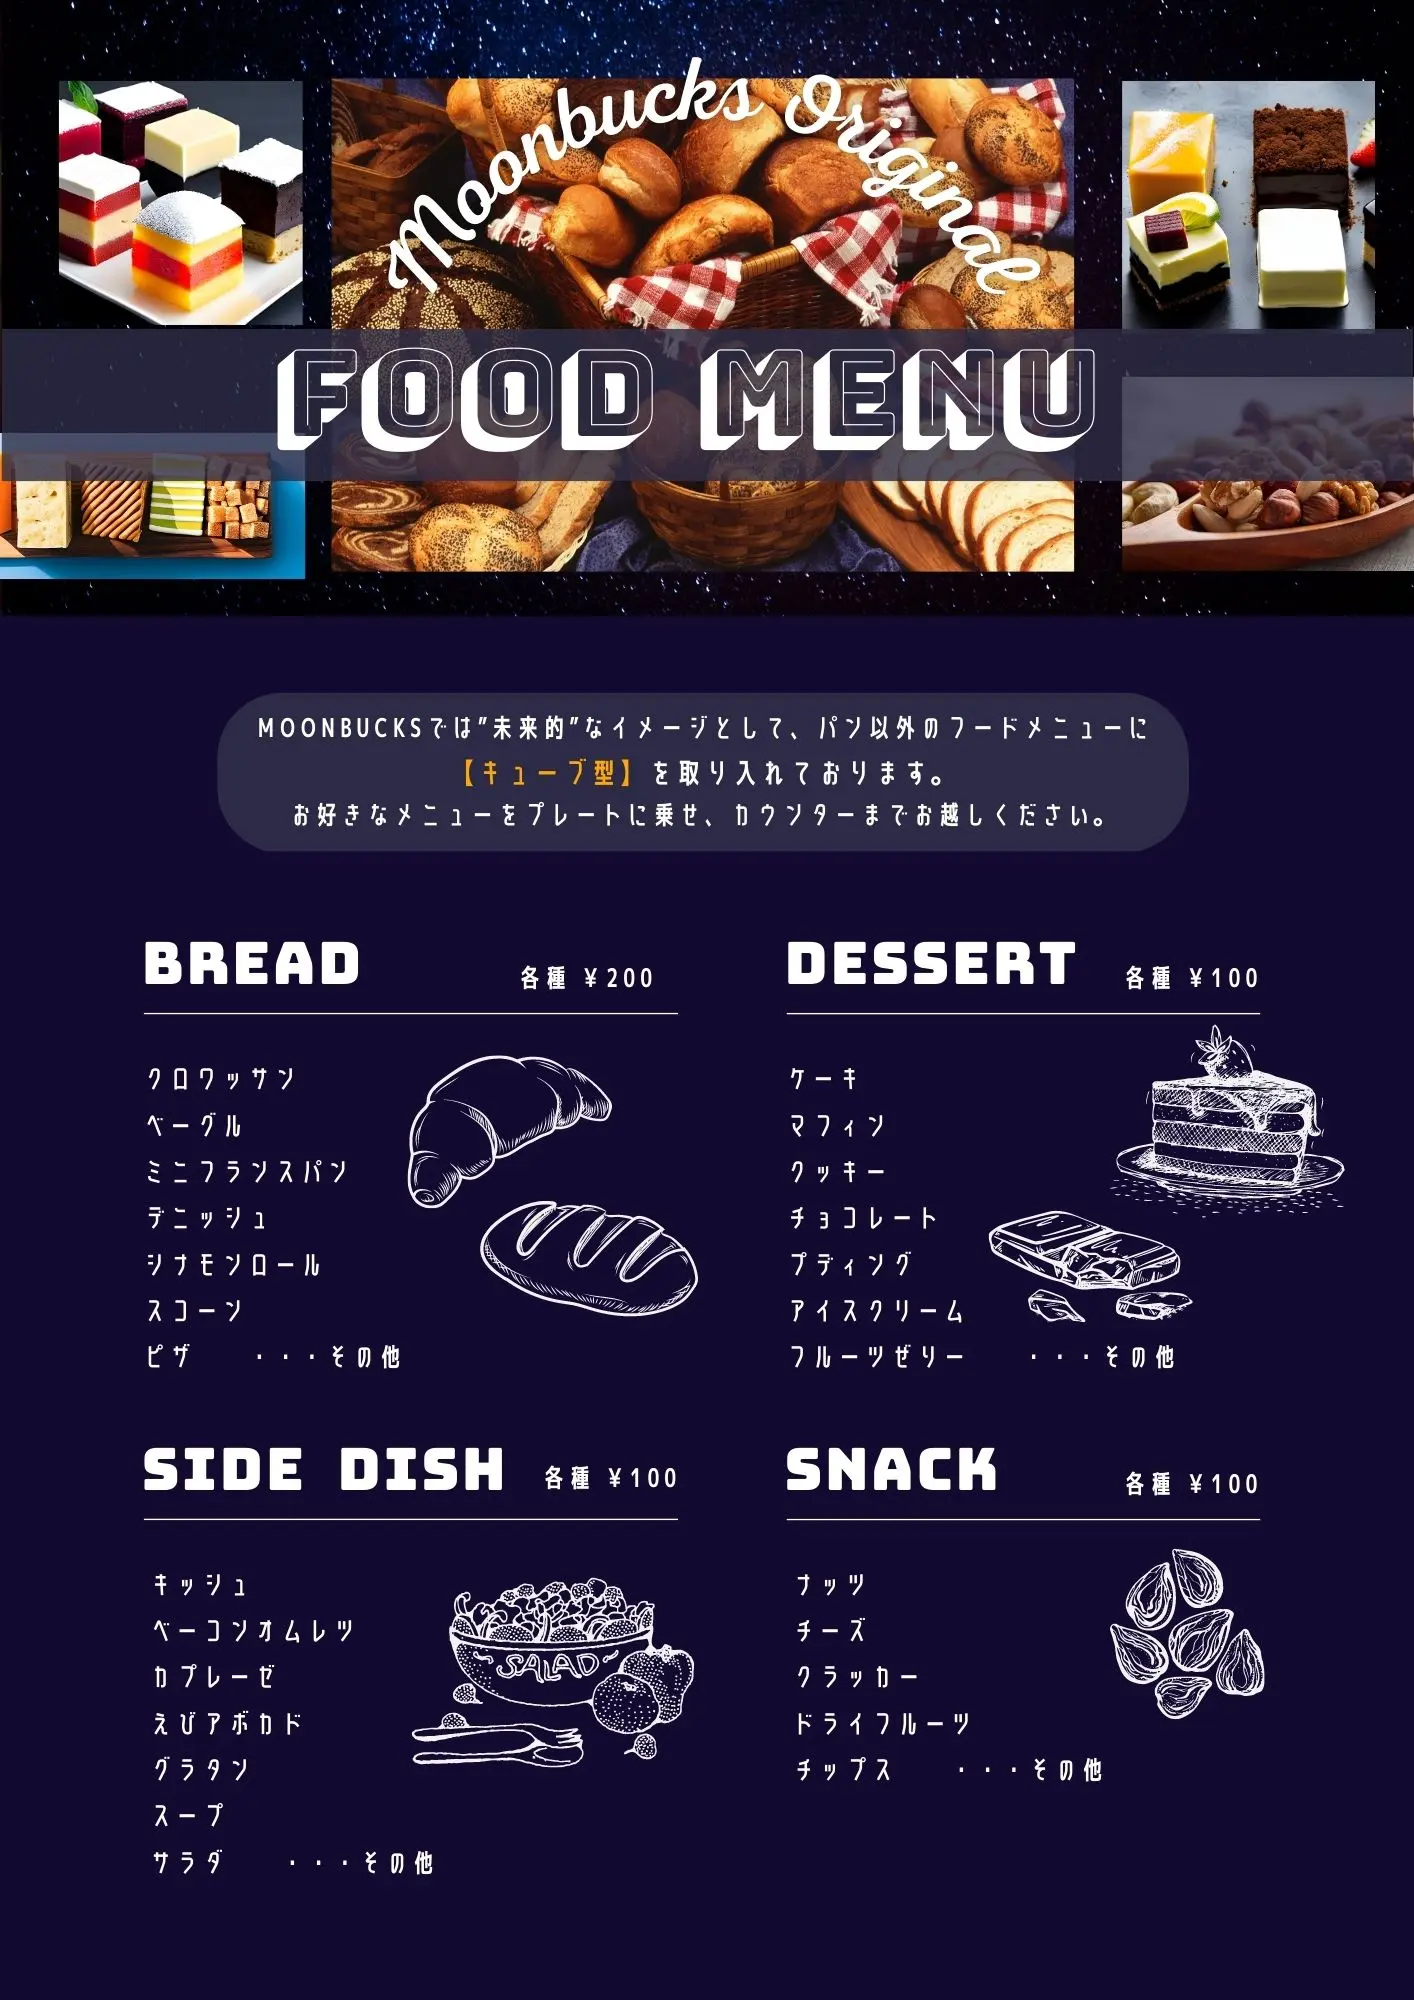 Moonbucks Original
FOOD MENU
MOONBUCKSでは"未来的"なイメージとして、パン以外のフードメニューに
【キューブ型】を取り入れております。
お好きなメニューをプレートに乗せ、カウンターまでお越しください。
BREAD 各種 ¥200
クロワッサン
ベーグル
ミニフランスパン
デニッシュ
シナモンロール
スコーン
ピザ ・・・その他
DESSERT 各種 ¥100
ケーキ
マフィン
クッキー
チョコレート
プディング
アイスクリーム
フルーツゼリー ・・・その他
SIDE DISH 各種 ¥100
キッシュ
ベーコンオムレツ
カプレーゼ
えびアボカド
グラタン
スープ
サラダ ・・・その他
SALAD
SNACK 各種 ¥100
ナッツ
チーズ
クラッカー
ドライフルーツ
チップス ・・・その他